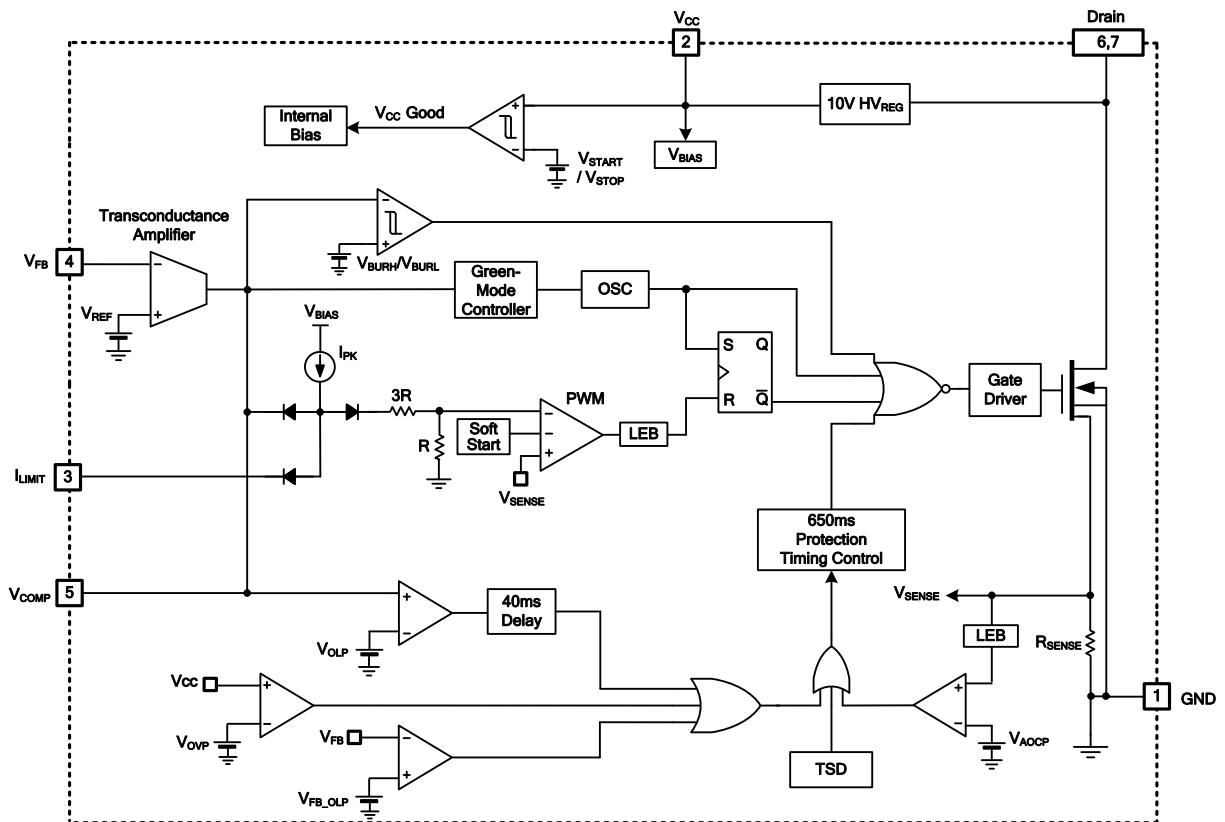 VCC
2
Drain
6,7
10V HVREG
Internal
Bias
VCC Good
+
−
VSTART
/ VSTOP
VBIAS
Transconductance
Amplifier
VFB
4
−
+
VREF
−
+
VBURH/VBURL
Green-
Mode
Controller
OSC
VBIAS
IPK
S
Q
R
Q
3R
R
Soft
Start
PWM
−
−
+
LEB
VSENSE
Gate
Driver
ILIMIT
3
650ms
Protection
Timing Control
VCOMP
5
+
−
VOLP
40ms
Delay
VSENSE
LEB
RSENSE
Vcc
+
−
VOVP
VFB
−
+
VFB_OLP
TSD
+
−
VAOCP
1
GND